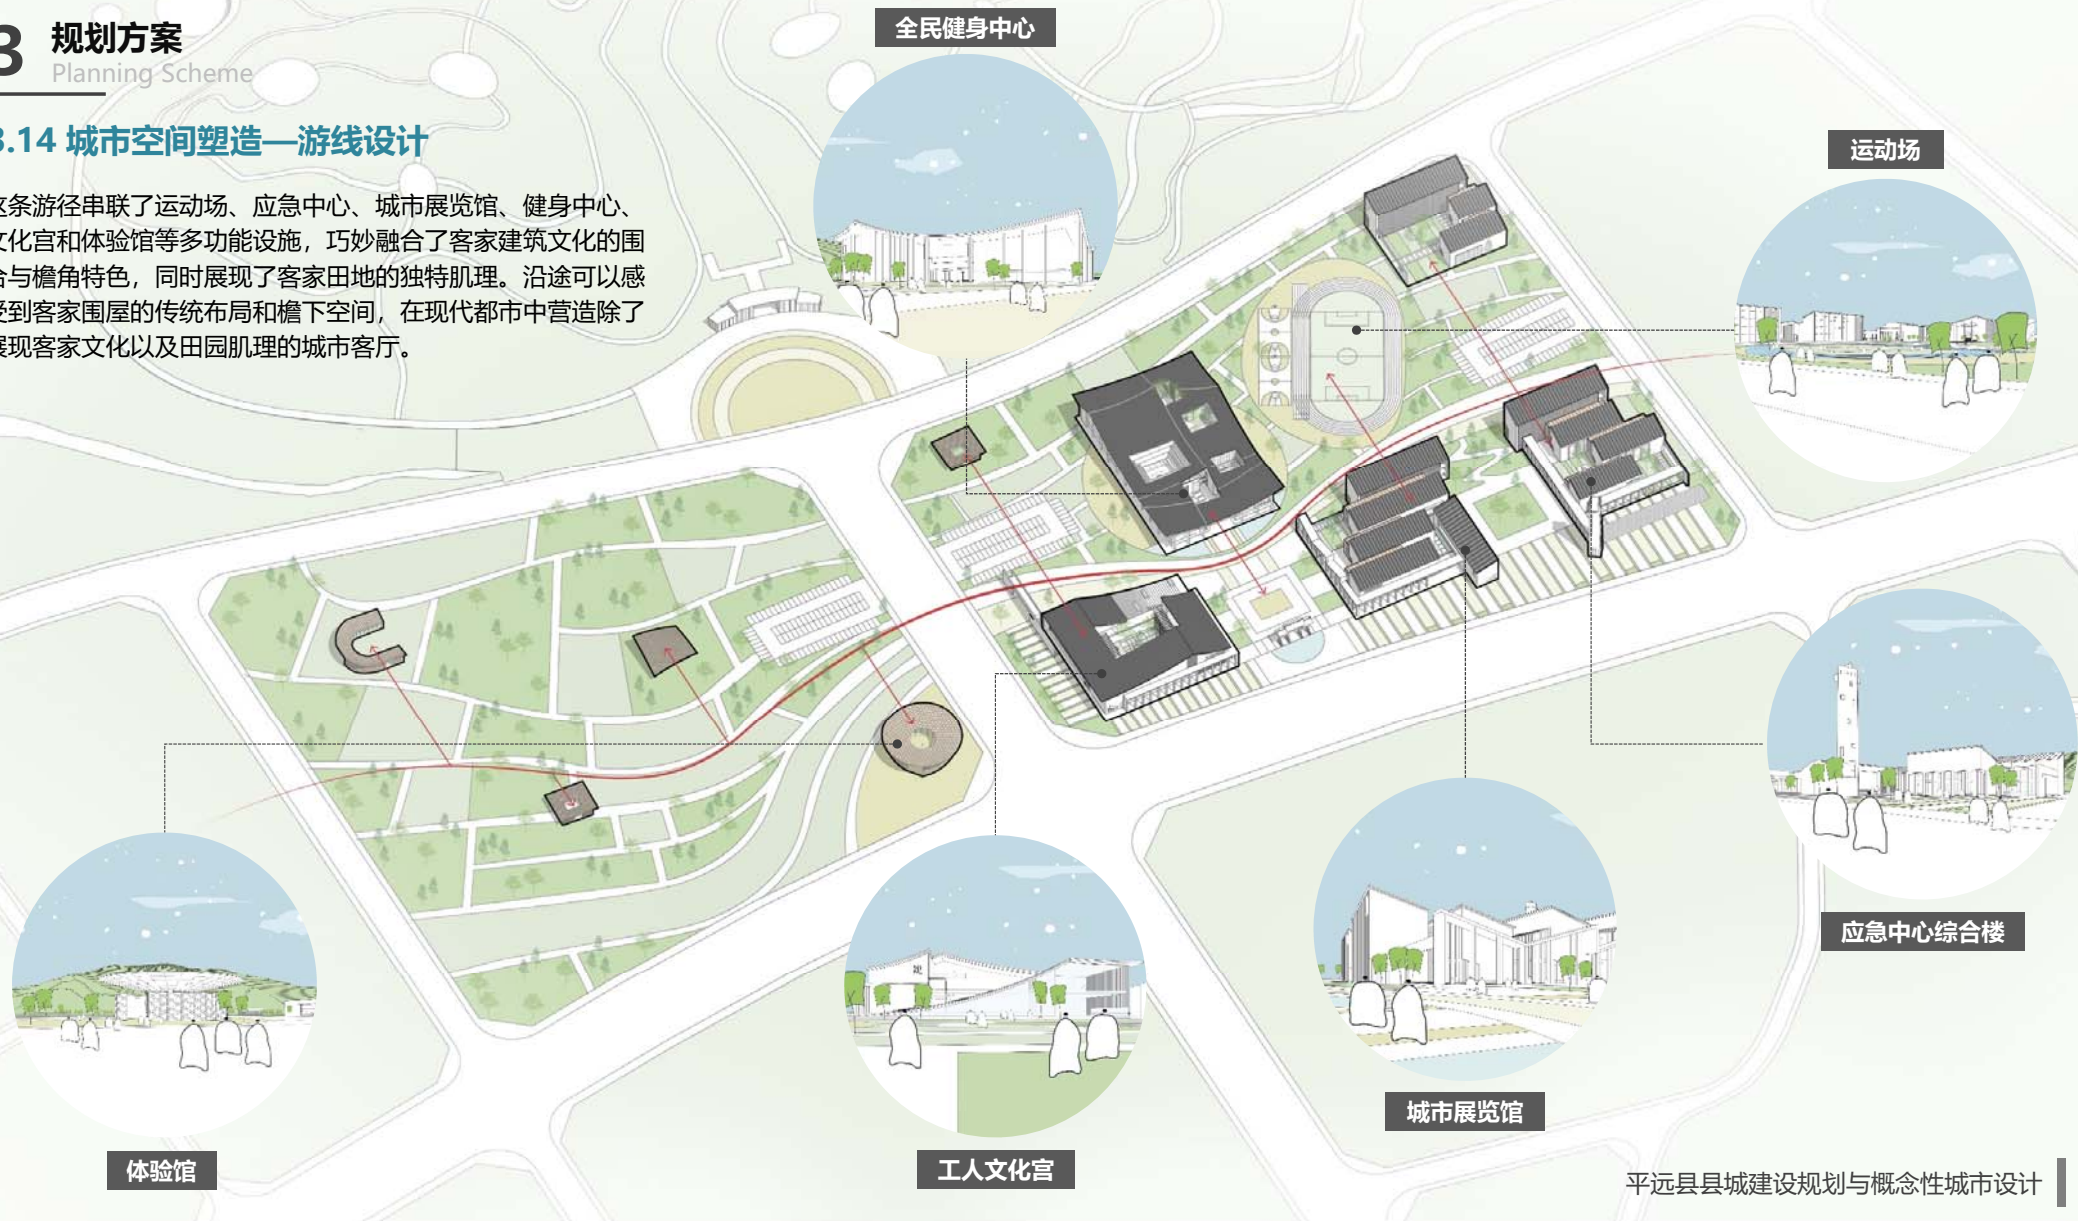 3 规划方案
Planning Scheme
3.14 城市空间塑造—游线设计
这条游径串联了运动场、应急中心、城市展览馆、健身中心、
文化宫和体验馆等多功能设施，巧妙融合了客家建筑文化的围
合与檐角特色，同时展现了客家田地的独特肌理。沿途可以感
受到客家围屋的传统布局和檐下空间，在现代都市中营造除了
展现客家文化以及田园肌理的城市客厅。
全民健身中心
运动场
应急中心综合楼
城市展览馆
工人文化宫
体验馆
平远县县城建设规划与概念性城市设计